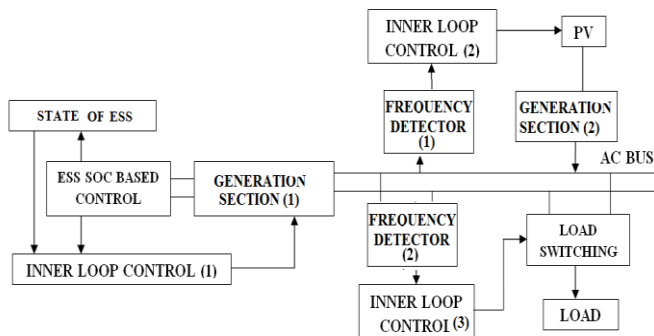 INNER LOOP
CONTROL (2)
PV
STATE OF ESS
FREQUENCY
DETECTOR
(1)
GENERATION
SECTION (2)
AC BUS
ESS SOC BASED
CONTROL
GENERATION
SECTION (1)
FREQUENCY
DETECTOR
(2)
LOAD
SWITCHING
INNER LOOP CONTROL (1)
INNER LOOP
CONTROL (3)
LOAD